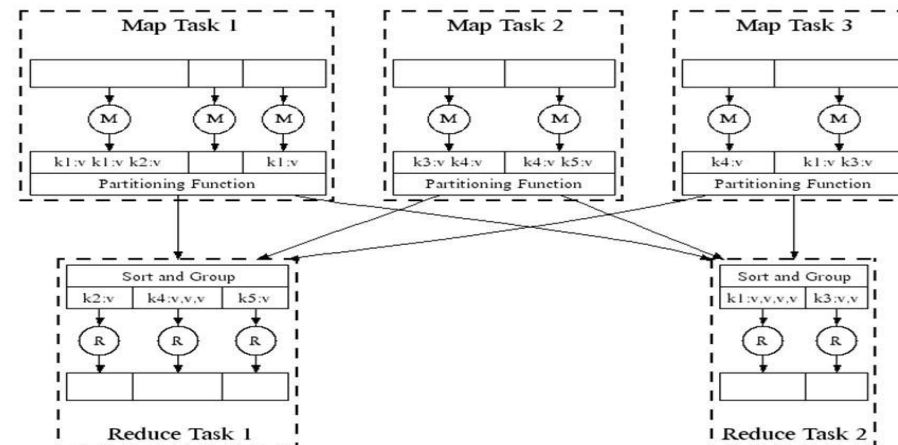 Map Task 1
Map Task 2
Map Task 3
M
M
M
M
M
M
M
k1:v k1:v k2:v
k1:v
k3:v k4:v
k4:v k5:v
k4:v
k1:v k3:v
Partitioning Function
Partitioning Function
Partitioning Function
Sort and Group
Sort and Group
k2:v
k4:v,v,v
k5:v
k1:v,v,v,v
k3:v,v
R
R
R
R
R
Reduce Task 1
Reduce Task 2